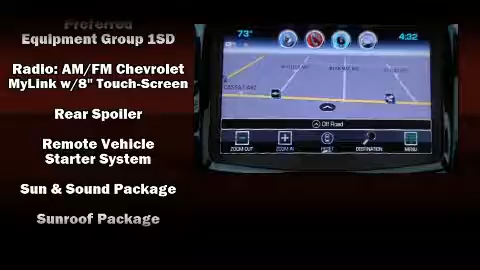 Preferred
Equipment Group 1SD
Radio: AM/FM Chevrolet
MyLink w/8" Touch-Screen
Rear Spoiler
Remote Vehicle
Starter System
Sun & Sound Package
Sunroof Package
73°
4:32
Off Road
ZOOM OUT
ZOOM IN
RESET
DESTINATION
MENU